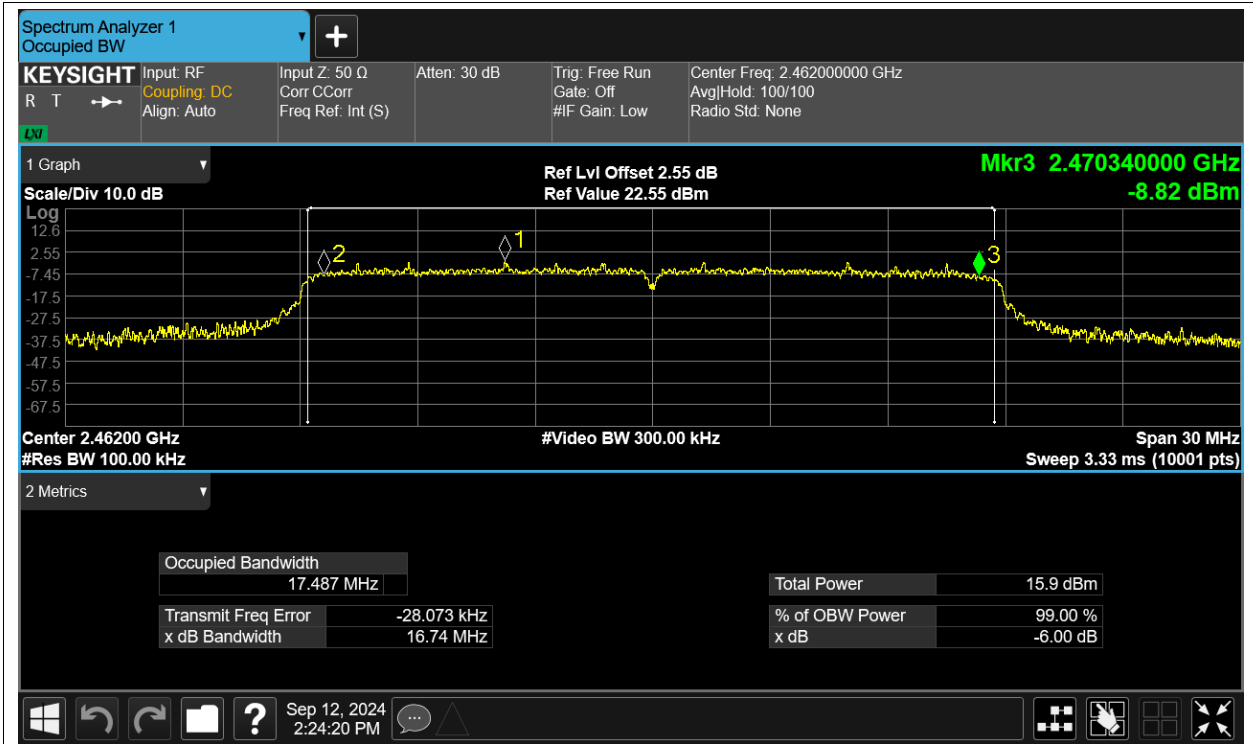 Spectrum Analyzer 1
Occupied BW
KEYSIGHT
R T
LXI
Input: RF
Coupling: DC
Align: Auto
Input Z: 50 Ω
Corr CCorr
Freq Ref: Int (S)
Atten: 30 dB
Trig: Free Run
Gate: Off
#IF Gain: Low
Center Freq: 2.462000000 GHz
Avg|Hold: 100/100
Radio Std: None
1 Graph
Scale/Div 10.0 dB
Ref Lvl Offset 2.55 dB
Ref Value 22.55 dBm
Mkr3 2.470340000 GHz
-8.82 dBm
Log
12.6
2.55
-7.45
-17.5
-27.5
-37.5
-47.5
-57.5
-67.5
2
1
3
Center 2.46200 GHz
#Video BW 300.00 kHz
Span 30 MHz
#Res BW 100.00 kHz
Sweep 3.33 ms (10001 pts)
2 Metrics
Occupied Bandwidth
17.487 MHz
Transmit Freq Error -28.073 kHz
x dB Bandwidth 16.74 MHz
Total Power 15.9 dBm
% of OBW Power 99.00 %
x dB -6.00 dB
?
Sep 12, 2024
2:24:20 PM